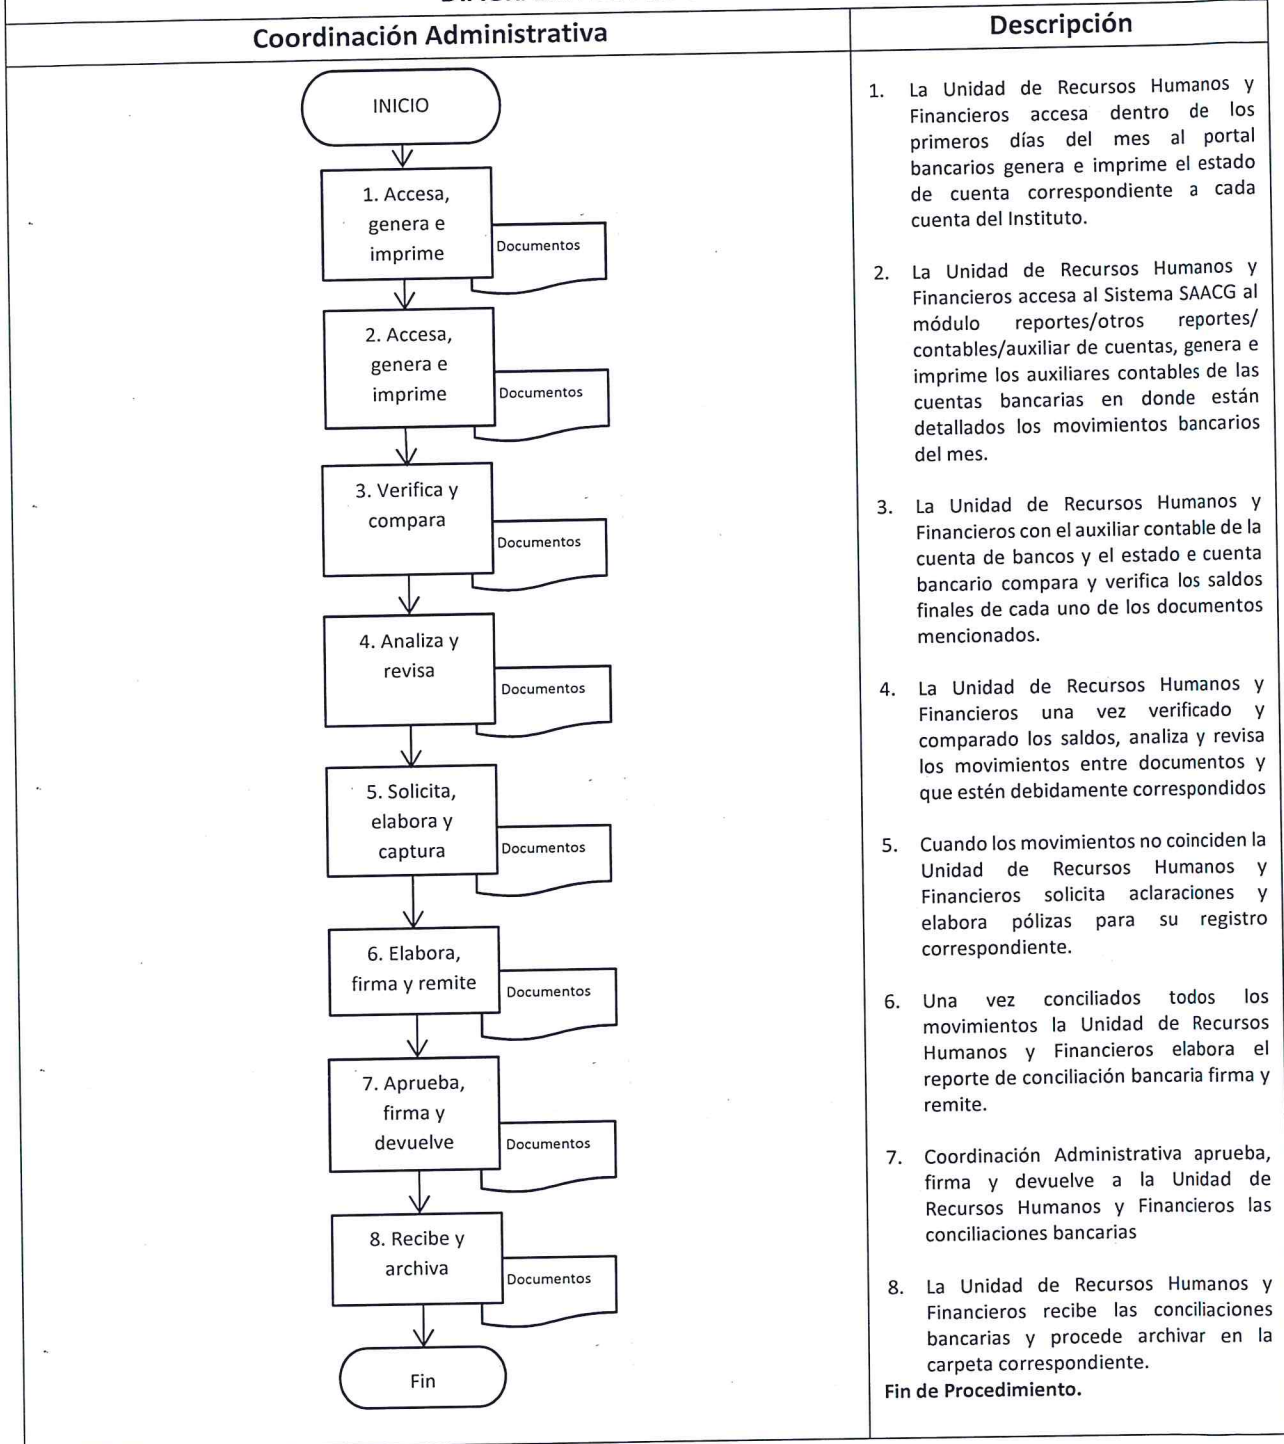 Coordinación Administrativa
Descripción
INICIO
1. Accesa,
genera e
imprime
Documentos
2. Accesa,
genera e
imprime
Documentos
3. Verifica y
compara
Documentos
4. Analiza y
revisa
Documentos
5. Solicita,
elabora y
captura
Documentos
6. Elabora,
firma y remite
Documentos
7. Aprueba,
firma y
devuelve
Documentos
8. Recibe y
archiva
Documentos
Fin
1. La Unidad de Recursos Humanos y
Financieros accesa dentro de los
primeros días del mes al portal
bancarios genera e imprime el estado
de cuenta correspondiente a cada
cuenta del Instituto.
2. La Unidad de Recursos Humanos y
Financieros accesa al Sistema SAACG al
módulo reportes/otros reportes/
contables/auxiliar de cuentas, genera e
imprime los auxiliares contables de las
cuentas bancarias en donde están
detallados los movimientos bancarios
del mes.
3. La Unidad de Recursos Humanos y
Financieros con el auxiliar contable de la
cuenta de bancos y el estado e cuenta
bancario compara y verifica los saldos
finales de cada uno de los documentos
mencionados.
4. La Unidad de Recursos Humanos y
Financieros una vez verificado y
comparado los saldos, analiza y revisa
los movimientos entre documentos y
que estén debidamente correspondidos
5. Cuando los movimientos no coinciden la
Unidad de Recursos Humanos y
Financieros solicita aclaraciones y
elabora pólizas para su registro
correspondiente.
6. Una vez conciliados todos los
movimientos la Unidad de Recursos
Humanos y Financieros elabora el
reporte de conciliación bancaria firma y
remite.
7. Coordinación Administrativa aprueba,
firma y devuelve a la Unidad de
Recursos Humanos y Financieros las
conciliaciones bancarias
8. La Unidad de Recursos Humanos y
Financieros recibe las conciliaciones
bancarias y procede archivar en la
carpeta correspondiente.
Fin de Procedimiento.